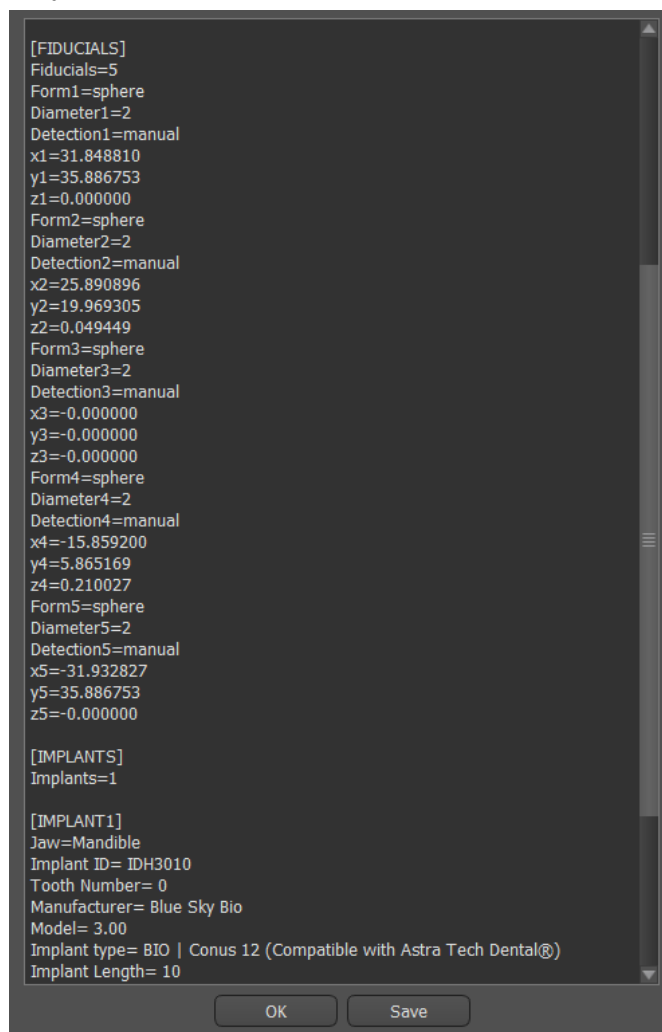 [FIDUCIALS]
Fiducials=5
Form1=sphere
Diameter1=2
Detection1=manual
x1=31.848810
y1=35.886753
z1=0.000000
Form2=sphere
Diameter2=2
Detection2=manual
x2=25.890896
y2=19.969305
z2=0.049449
Form3=sphere
Diameter3=2
Detection3=manual
x3=-0.000000
y3=-0.000000
z3=-0.000000
Form4=sphere
Diameter4=2
Detection4=manual
x4=-15.859200
y4=5.865169
z4=0.210027
Form5=sphere
Diameter5=2
Detection5=manual
x5=-31.932827
y5=35.886753
z5=-0.000000
[IMPLANTS]
Implants=1
[IMPLANT1]
Jaw=Mandible
Implant ID= IDH3010
Tooth Number= 0
Manufacturer= Blue Sky Bio
Model= 3.00
Implant type= BIO | Conus 12 (Compatible with Astra Tech Dental®)
Implant Length= 10
OK Save